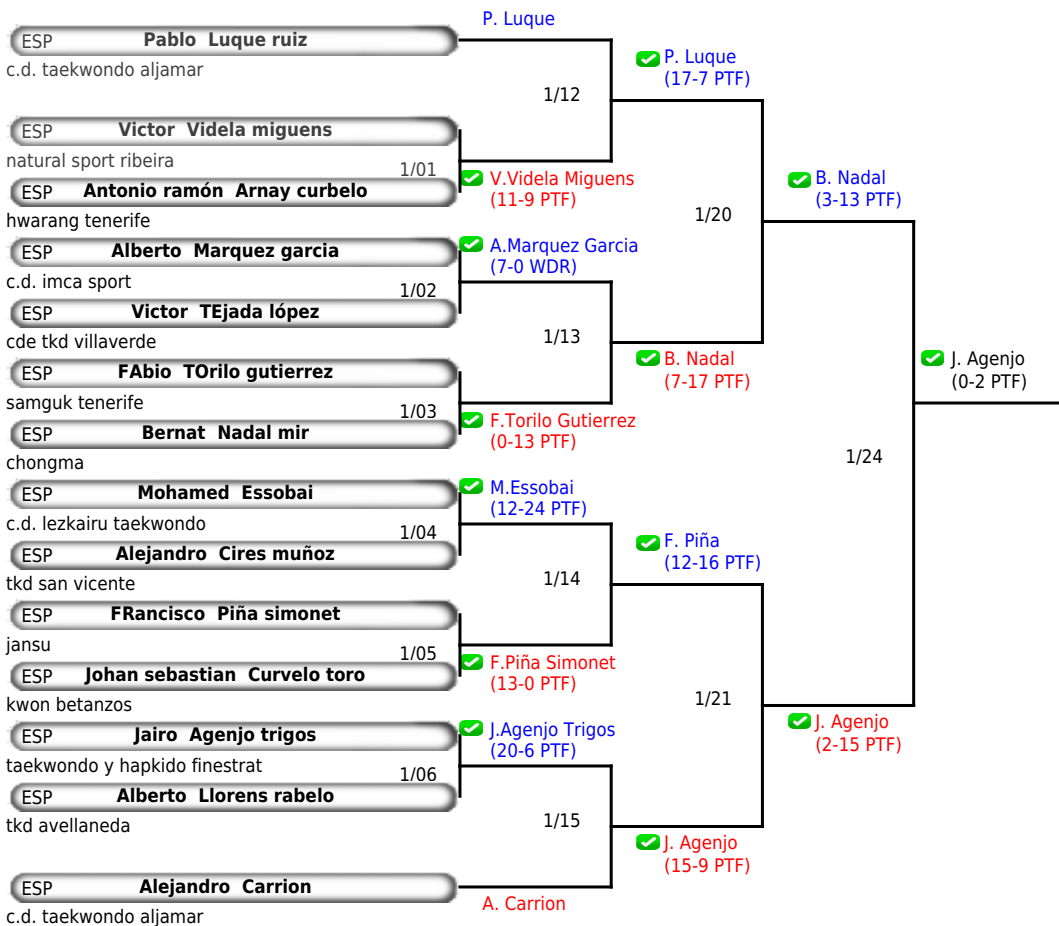 P. Luque
ESP Pablo Luque ruiz
c.d. taekwondo aljamar
P. Luque
(17-7 PTF)
1/12
ESP Victor Videla miguens
natural sport ribeira
1/01
V.Videla Miguens
(11-9 PTF)
ESP Antonio ramón Arnay curbelo
hwarang tenerife
B. Nadal
(3-13 PTF)
1/20
ESP Alberto Marquez garcia
c.d. imca sport
A.Marquez Garcia
(7-0 WDR)
1/02
ESP Victor TEjada lópez
cde tkd villaverde
1/13
B. Nadal
(7-17 PTF)
J. Agenjo
(0-2 PTF)
ESP FAbio TOrilo gutierrez
samguk tenerife
1/03
F.Torilo Gutierrez
(0-13 PTF)
ESP Bernat Nadal mir
chongma
1/24
ESP Mohamed Essobai
c.d. lezkairu taekwondo
M.Essobai
(12-24 PTF)
1/04
ESP Alejandro Cires muñoz
tkd san vicente
F. Piña
(12-16 PTF)
1/14
ESP FRancisco Piña simonet
jansu
1/05
F.Piña Simonet
(13-0 PTF)
ESP Johan sebastian Curvelo toro
kwon betanzos
1/21
J. Agenjo
(2-15 PTF)
ESP Jairo Agenjo trigos
taekwondo y hapkido finestrat
J.Agenjo Trigos
(20-6 PTF)
1/06
ESP Alberto Llorens rabelo
tkd avellaneda
1/15
J. Agenjo
(15-9 PTF)
ESP Alejandro Carrion
c.d. taekwondo aljamar
A. Carrion